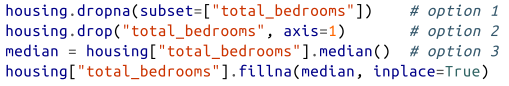 housing.dropna(subset=["total_bedrooms"])    # option 1
housing.drop("total_bedrooms", axis=1)       # option 2
median = housing["total_bedrooms"].median()  # option 3
housing["total_bedrooms"].fillna(median, inplace=True)